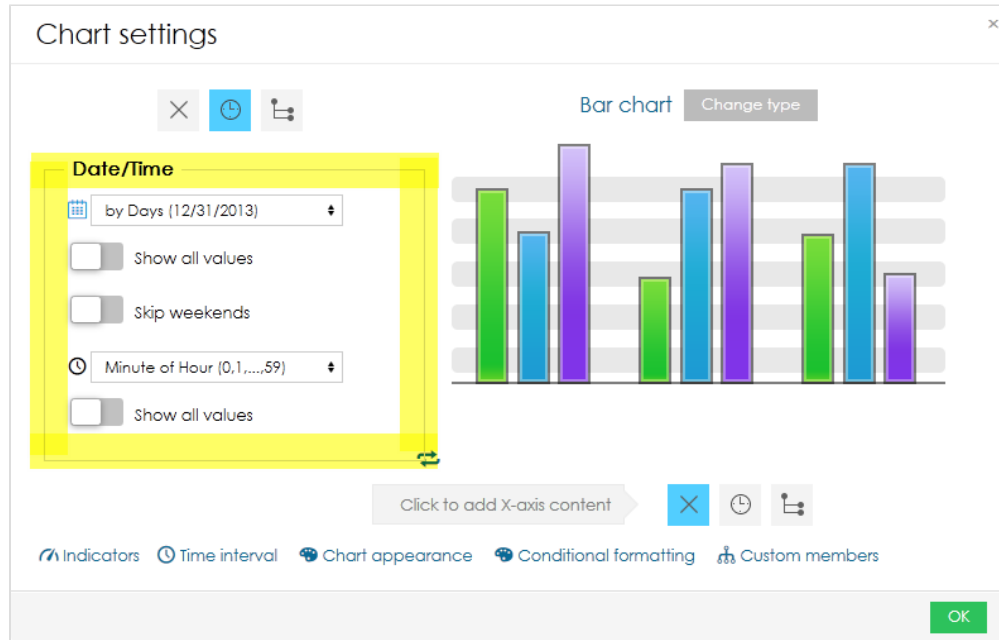 Chart settings
×
Bar chart
Change type
Date/Time
by Days (12/31/2013)
Show all values
Skip weekends
Minute of Hour (0,1,...,59)
Show all values
Click to add X-axis content
Indicators Time interval Chart appearance Conditional formatting Custom members
OK